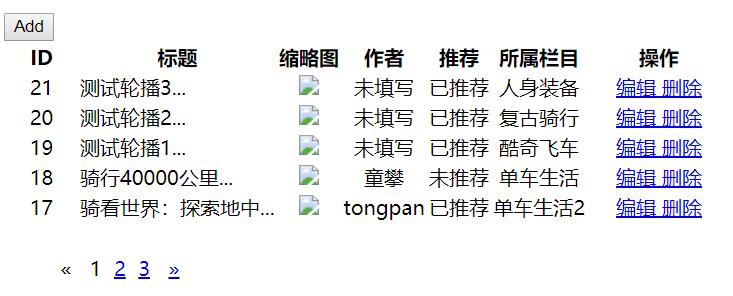 Add
ID 标题 缩略图 作者 推荐 所属栏目 操作
21 测试轮播3... 未填写 已推荐 人身装备 编辑 删除
20 测试轮播2... 未填写 已推荐 复古骑行 编辑 删除
19 测试轮播1... 未填写 已推荐 酷奇飞车 编辑 删除
18 骑行40000公里... 童攀 未推荐 单车生活 编辑 删除
17 骑看世界：探索地中... tongpan 已推荐 单车生活2 编辑 删除
« 1 2 3 »